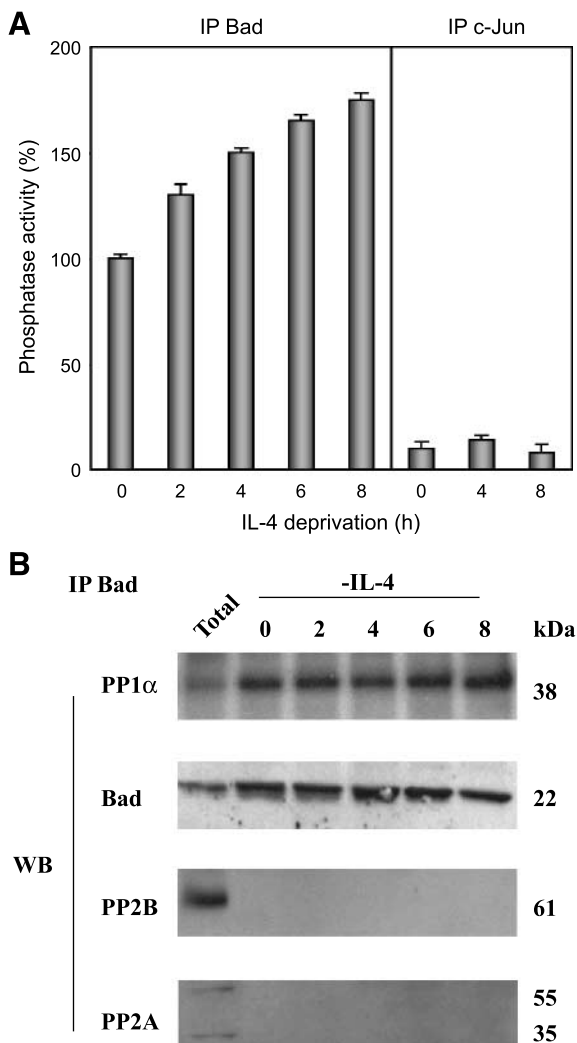 A
IP Bad
IP c-Jun
Phosphatase activity (%)
200
150
100
50
0
0 2 4 6 8 0 4 8
IL-4 deprivation (h)
B
IP Bad
-IL-4
Total 0 2 4 6 8 kDa
PP1α 38
Bad 22
WB
PP2B 61
PP2A 55
35